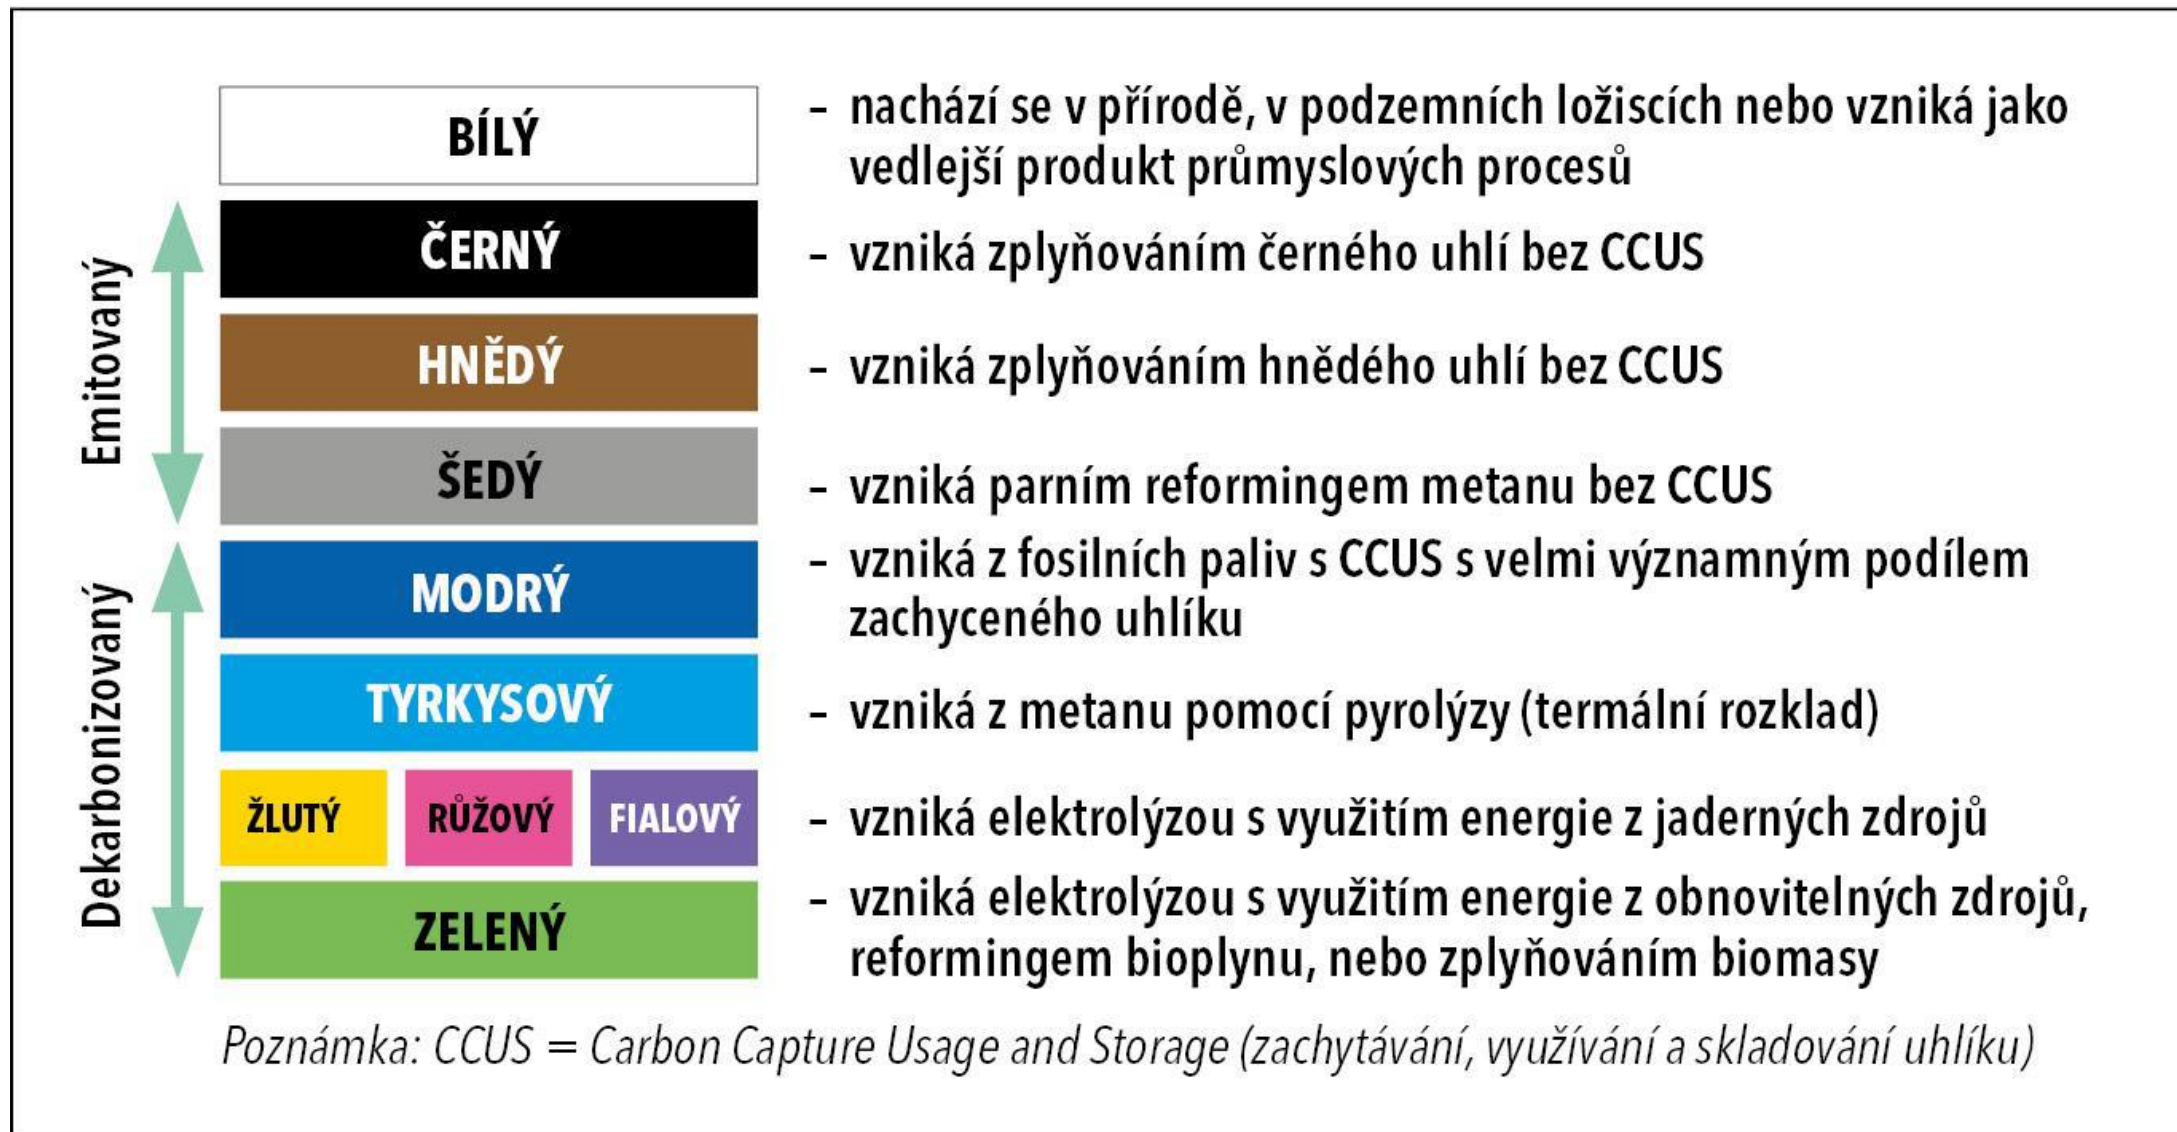 BÍLÝ
– nachází se v přírodě, v podzemních ložiscích nebo vzniká jako
vedlejší produkt průmyslových procesů
Emitovaný
ČERNÝ
– vzniká zplyňováním černého uhlí bez CCUS
HNĚDÝ
– vzniká zplyňováním hnědého uhlí bez CCUS
ŠEDÝ
– vzniká parním reformingem metanu bez CCUS
Dekarbonizovaný
MODRÝ
– vzniká z fosilních paliv s CCUS s velmi významným podílem
zachyceného uhlíku
TYRKYSOVÝ
– vzniká z metanu pomocí pyrolýzy (termální rozklad)
ŽLUTÝ RŮŽOVÝ FIALOVÝ
– vzniká elektrolýzou s využitím energie z jaderných zdrojů
ZELENÝ
– vzniká elektrolýzou s využitím energie z obnovitelných zdrojů,
reformingem bioplynu, nebo zplyňováním biomasy
Poznámka: CCUS = Carbon Capture Usage and Storage (zachytávání, využívání a skladování uhlíku)